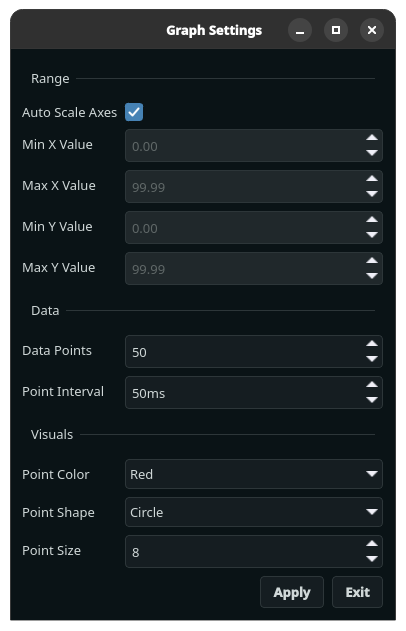 Graph Settings
Range
Auto Scale Axes
Min X Value 0.00
Max X Value 99.99
Min Y Value 0.00
Max Y Value 99.99
Data
Data Points 50
Point Interval 50ms
Visuals
Point Color Red
Point Shape Circle
Point Size 8
Apply Exit